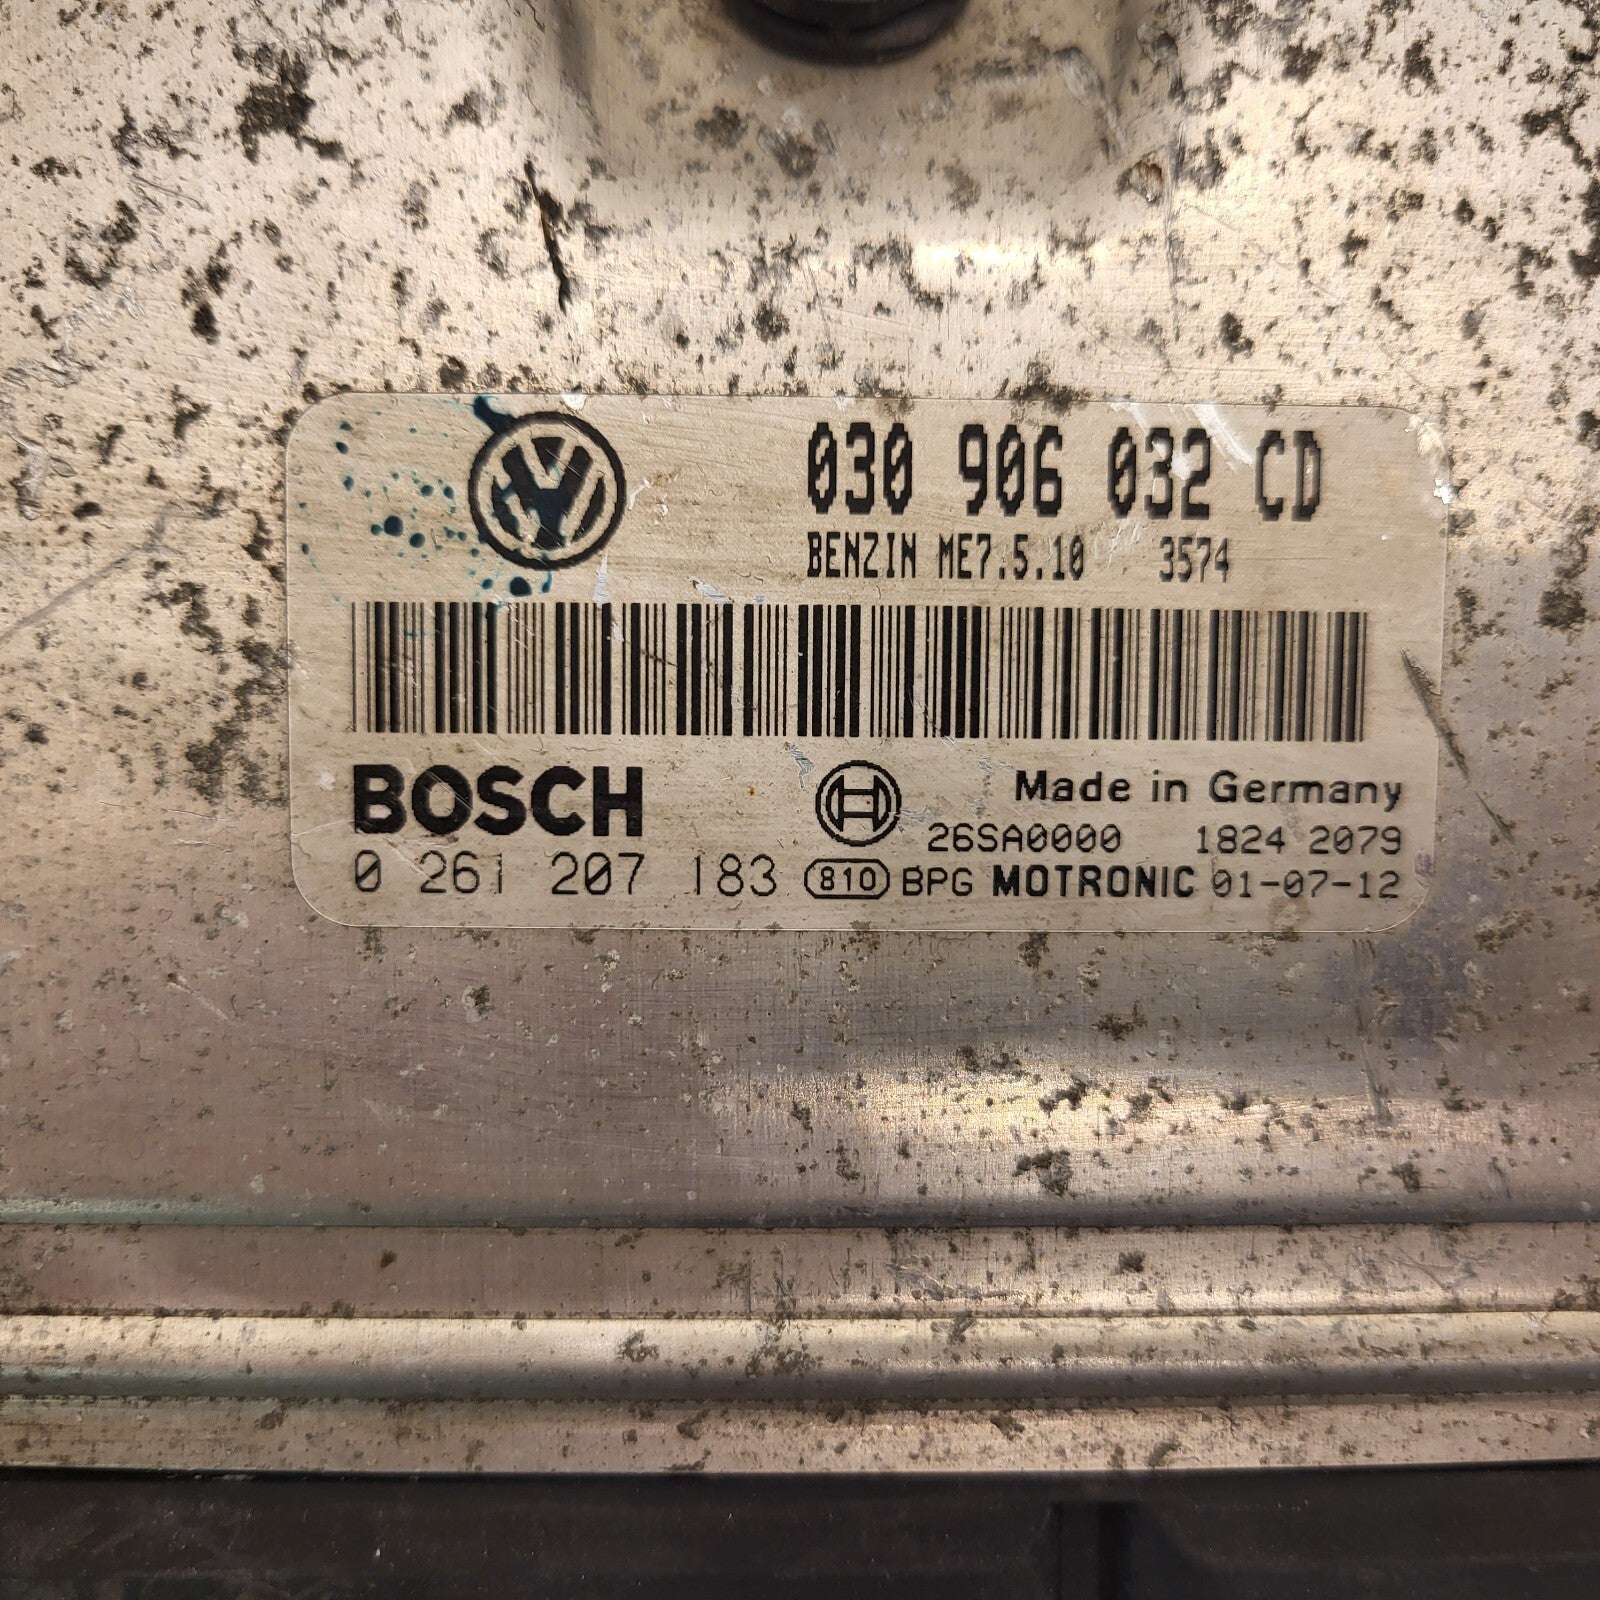 030 906 032 CD
BENZIN ME7.5.10 3574
BOSCH
Made in Germany
26SA0000 1824 2079
0 261 207 183 810 BPG MOTRONIC 01-07-12